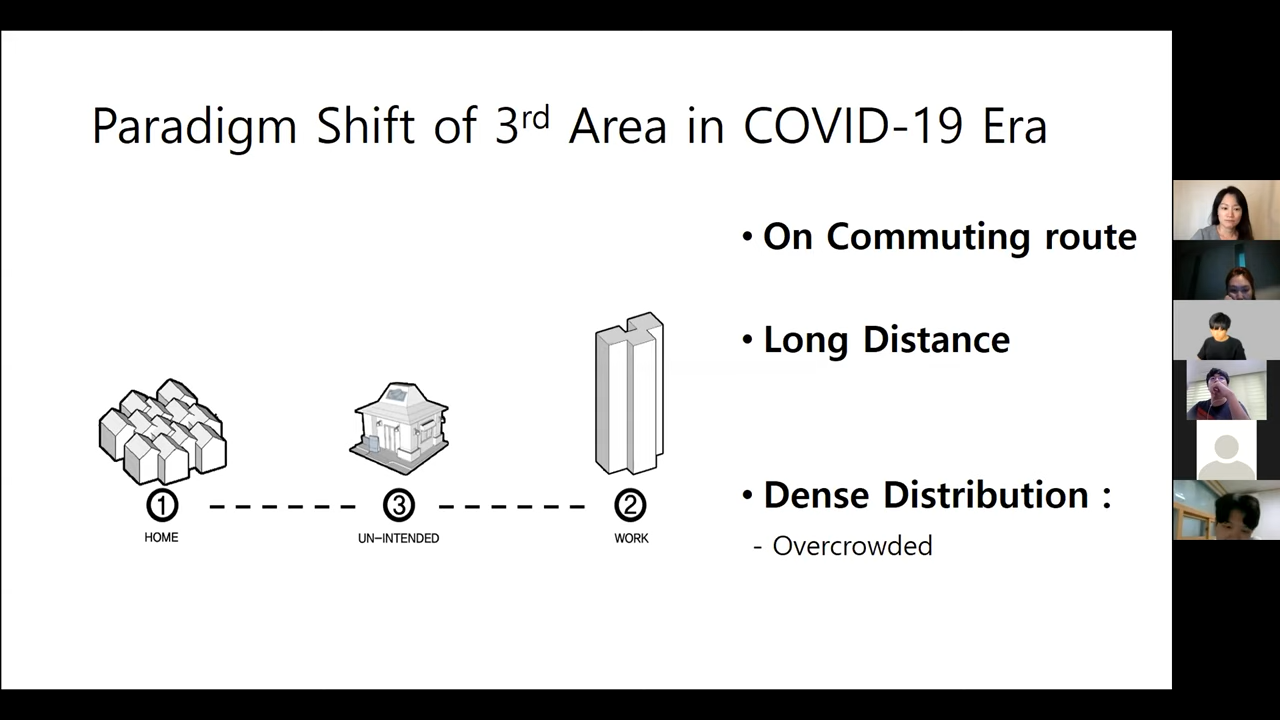 Paradigm Shift of 3rd Area in COVID-19 Era
• On Commuting route
• Long Distance
• Dense Distribution :
- Overcrowded
① ③ ②
HOME UN-INTENDED WORK